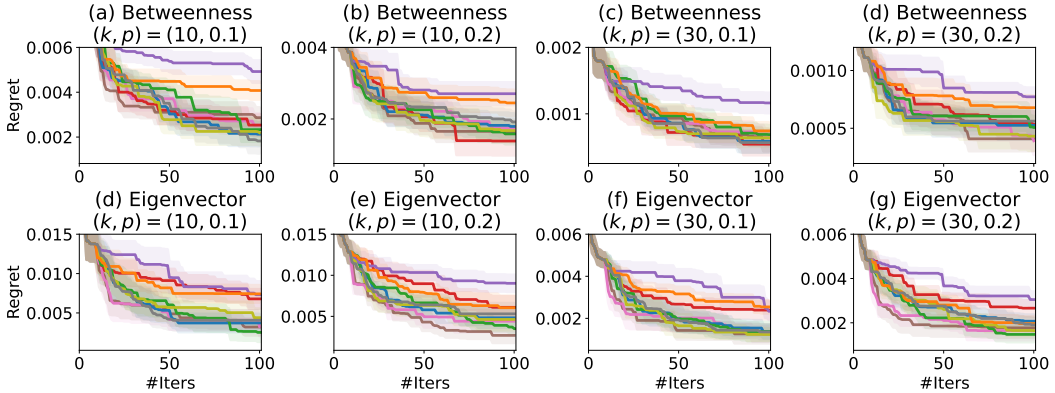 (a) Betweenness
(k, p) = (10, 0.1)
(b) Betweenness
(k, p) = (10, 0.2)
(c) Betweenness
(k, p) = (30, 0.1)
(d) Betweenness
(k, p) = (30, 0.2)
Regret
0.006
0.004
0.002
0 50 100
0.004
0.002
0 50 100
0.002
0.001
0 50 100
0.0010
0.0005
0 50 100
(d) Eigenvector
(k, p) = (10, 0.1)
(e) Eigenvector
(k, p) = (10, 0.2)
(f) Eigenvector
(k, p) = (30, 0.1)
(g) Eigenvector
(k, p) = (30, 0.2)
Regret
0.015
0.010
0.005
0 50 100
#Iters
0.015
0.010
0.005
0 50 100
#Iters
0.006
0.004
0.002
0 50 100
#Iters
0.006
0.004
0.002
0 50 100
#Iters